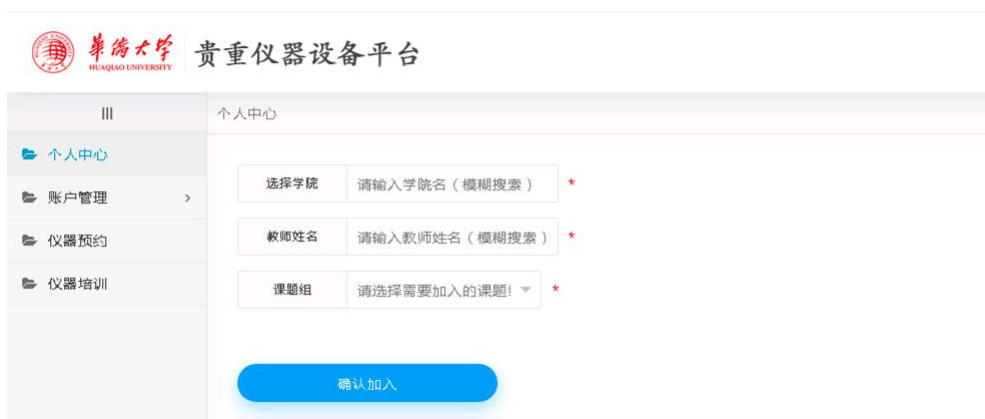 華僑大學
HUAQIAO UNIVERSITY
贵重仪器设备平台
个人中心
个人中心
账户管理
仪器预约
仪器培训
选择学院 请输入学院名（模糊搜索） *
教师姓名 请输入教师姓名（模糊搜索） *
课题组 请选择需要加入的课题 *
确认加入